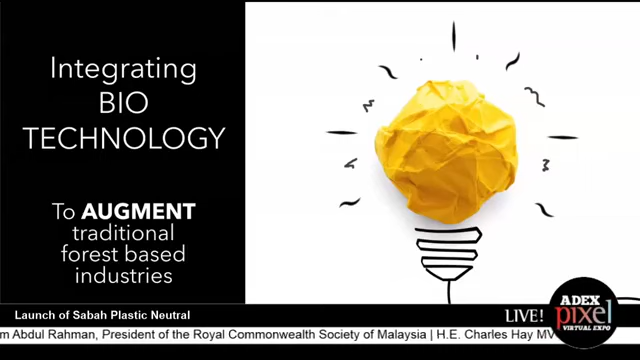 Integrating
BIO
TECHNOLOGY
To AUGMENT
traditional
forest based
industries
Launch of Sabah Plastic Neutral
LIVE!
ADEX
pixel
VIRTUAL EXPO
m Abdul Rahman, President of the Royal Commonwealth Society of Malaysia | H.E. Charles Hay MV